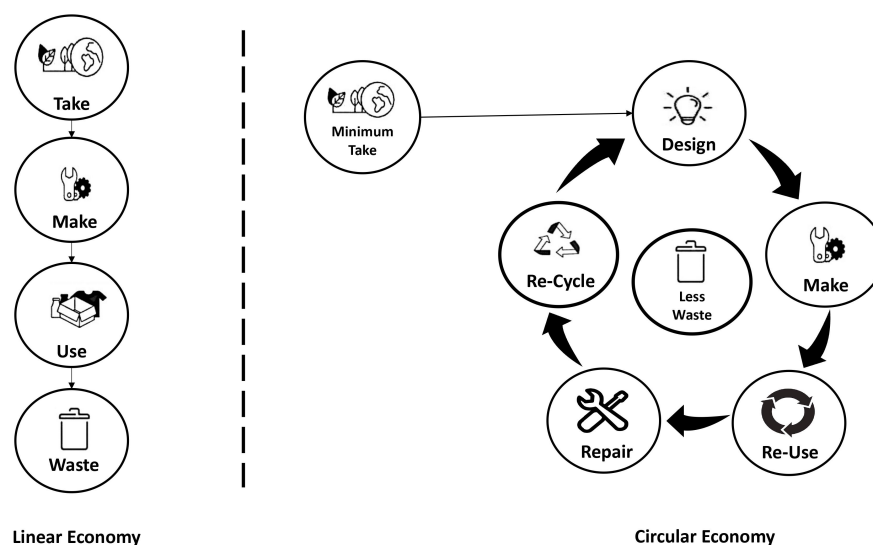 Take
Make
Use
Waste
Linear Economy
Minimum
Take
Design
Make
Re-Use
Repair
Re-Cycle
Less
Waste
Circular Economy